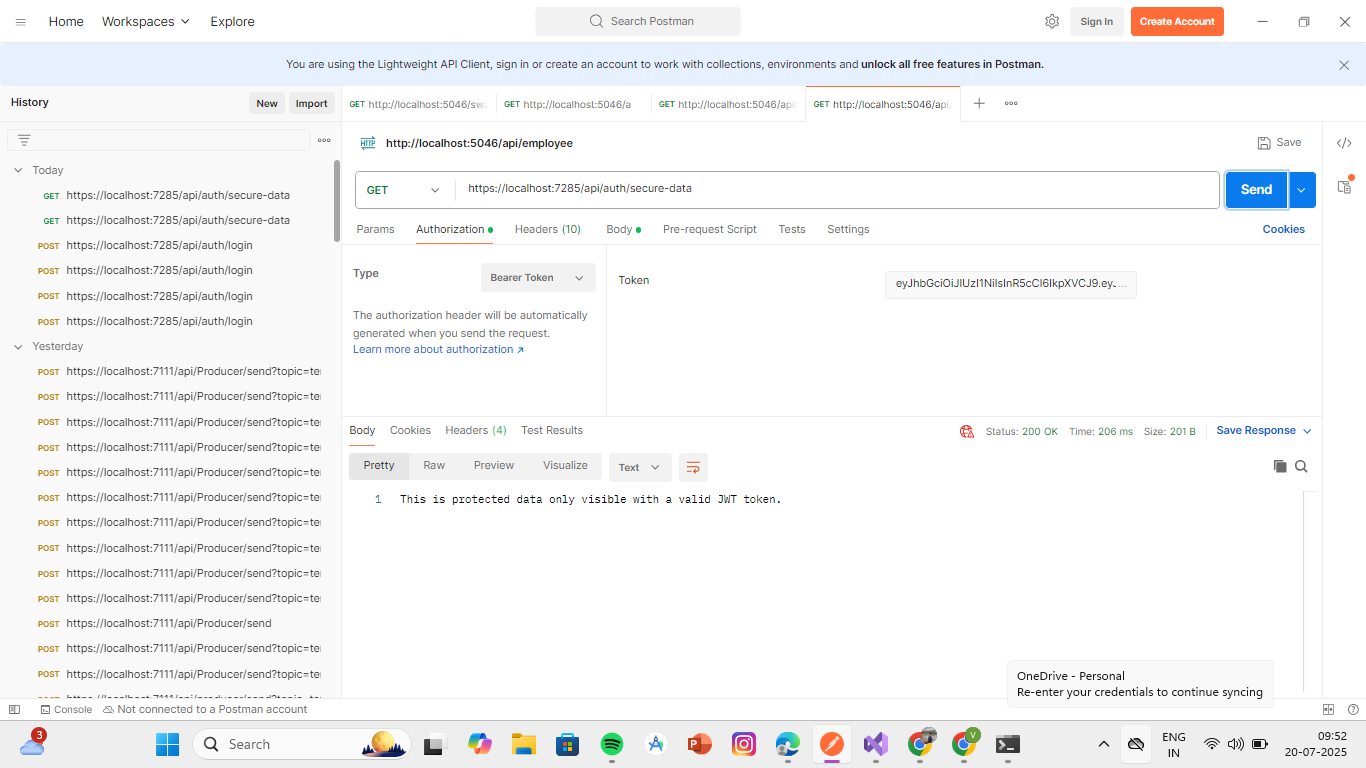 Home Workspaces Explore Search Postman Sign In Create Account
You are using the Lightweight API Client, sign in or create an account to work with collections, environments and unlock all free features in Postman.
History New Import
GET http://localhost:5046/sw
GET http://localhost:5046/a
GET http://localhost:5046/api
GET http://localhost:5046/api
Today
GET https://localhost:7285/api/auth/secure-data
GET https://localhost:7285/api/auth/secure-data
POST https://localhost:7285/api/auth/login
POST https://localhost:7285/api/auth/login
POST https://localhost:7285/api/auth/login
POST https://localhost:7285/api/auth/login
Yesterday
POST https://localhost:7111/api/Producer/send?topic=te
POST https://localhost:7111/api/Producer/send?topic=te
POST https://localhost:7111/api/Producer/send?topic=te
POST https://localhost:7111/api/Producer/send?topic=te
POST https://localhost:7111/api/Producer/send?topic=te
POST https://localhost:7111/api/Producer/send?topic=te
POST https://localhost:7111/api/Producer/send?topic=te
POST https://localhost:7111/api/Producer/send?topic=te
POST https://localhost:7111/api/Producer/send?topic=te
POST https://localhost:7111/api/Producer/send?topic=te
POST https://localhost:7111/api/Producer/send
POST https://localhost:7111/api/Producer/send?topic=te
POST https://localhost:7111/api/Producer/send?topic=te
HTTP http://localhost:5046/api/employee Save
GET https://localhost:7285/api/auth/secure-data Send
Params Authorization Headers (10) Body Pre-request Script Tests Settings Cookies
Type Bearer Token
The authorization header will be automatically
generated when you send the request.
Learn more about authorization ↗
Token
Body Cookies Headers (4) Test Results Status: 200 OK Time: 206 ms Size: 201 B Save Response
Pretty Raw Preview Visualize Text
1 This is protected data only visible with a valid JWT token.
OneDrive - Personal
Re-enter your credentials to continue syncing
Console Not connected to a Postman account
3 Search V ENG
IN
09:52
20-07-2025